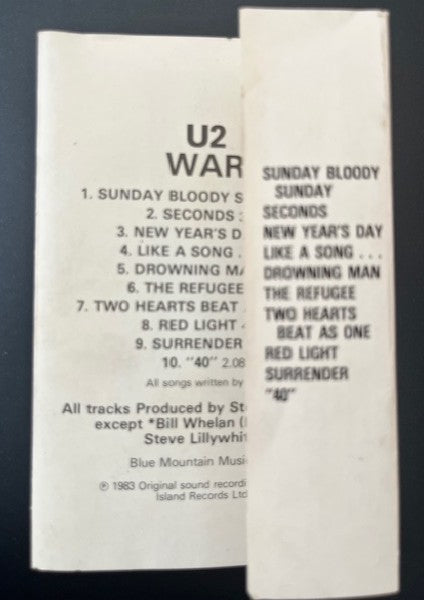 U2
WAR
1. SUNDAY BLOODY S
2. SECONDS :
3. NEW YEAR'S D
4. LIKE A SONG .
5. DROWNING MA
6. THE REFUGEE
7. TWO HEARTS BEAT
8. RED LIGHT
9. SURRENDER
10. "40" 2.08
All songs written by
All tracks Produced by St
except *Bill Whelan (
Steve Lillywhit
Blue Mountain Musi
℗ 1983 Original sound recordi
Island Records Ltd
SUNDAY BLOODY
SUNDAY
SECONDS
NEW YEAR'S DAY
LIKE A SONG . . .
DROWNING MAN
THE REFUGEE
TWO HEARTS
BEAT AS ONE
RED LIGHT
SURRENDER
"40"